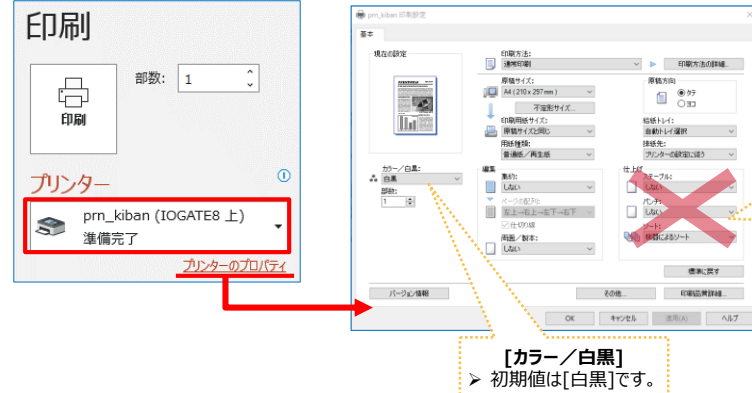 印刷
部数: 1
印刷
プリンター
prn_kiban (IOGATE8 上)
準備完了
プリンターのプロパティ
prn_kiban 印刷設定
基本
現在の設定
カラー／白黒:
白黒
部数:
1
バージョン情報
印刷方法:
通常印刷
印刷方法の詳細...
原稿サイズ:
A4 (210 x 297 mm)
不定形サイズ...
印刷用紙サイズ:
原稿サイズと同じ
用紙種類:
普通紙／再生紙
原稿方向
タテ
ヨコ
給紙トレイ:
自動トレイ選択
排紙先:
プリンターの設定に従う
編集
集約:
しない
ページの配列:
左上→右上→左下→右下
仕切り線
両面／製本:
しない
仕上げ
ステープル:
しない
パンチ:
しない
ソート:
標準に戻す
その他...
印刷品質詳細...
OK
キャンセル
適用(A)
ヘルプ
[カラー／白黒]
➢ 初期値は[白黒]です。